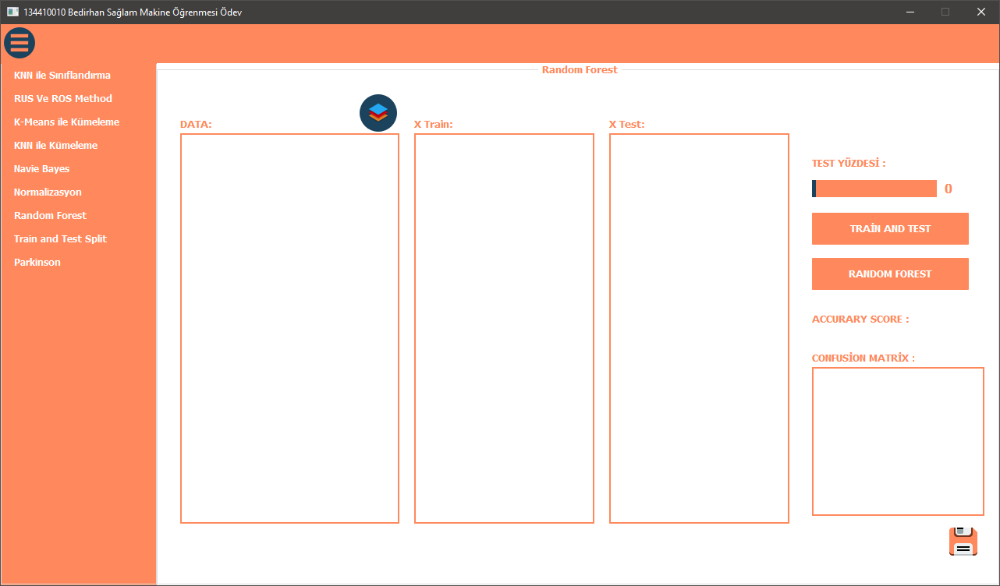 134410010 Bedirhan Sağlam Makine Öğrenmesi Ödev
KNN ile Sınıflandırma
RUS Ve ROS Method
K-Means ile Kümeleme
KNN ile Kümeleme
Navie Bayes
Normalizasyon
Random Forest
Train and Test Split
Parkinson
Random Forest
DATA:
X Train:
X Test:
TEST YÜZDESİ :
0
TRAİN AND TEST
RANDOM FOREST
ACCURARY SCORE :
CONFUSİON MATRİX :